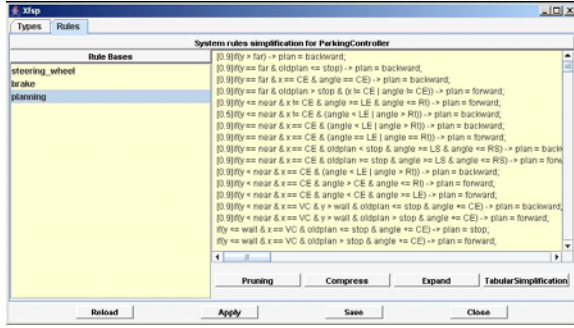 Xfsp
Types Rules
System rules simplification for ParkingController
Rule Bases
steering_wheel
brake
planning
[0.9]if(y > far) -> plan = backward;
[0.9]if(y == far & oldplan <= stop) -> plan = backward;
[0.9]if(y == far & x == CE & angle == CE) -> plan = backward;
[0.9]if(y == far & oldplan > stop & (x != CE | angle != CE)) -> plan = forward;
[0.9]if(y <= near & x != CE & angle >= LE & angle <= RI) -> plan = forward;
[0.5]if(y <= near & x != CE & (angle < LE | angle > RI)) -> plan = backward;
[0.5]if(y < near & x == CE & (angle < LE | angle > RI)) -> plan = backward;
[0.9]if(y == near & x == CE & (angle == LE | angle == RI)) -> plan = forward;
[0.9]if(y == near & x == CE & oldplan < stop & angle >= LS & angle <= RS) -> plan = back
[0.9]if(y == near & x == CE & oldplan >= stop & angle >= LS & angle <= RS) -> plan = forw
[0.9]if(y < near & x == CE & (angle < LE | angle > RI)) -> plan = backward;
[0.9]if(y < near & x == CE & angle > CE & angle <= RI) -> plan = forward;
[0.9]if(y < near & x == CE & angle < CE & angle >= LE) -> plan = forward;
[0.9]if(y < near & x == VC & y > wall & oldplan <= stop & angle += CE) -> plan = backward;
[0.9]if(y < near & x == VC & y > wall & oldplan > stop & angle += CE) -> plan = forward;
if(y <= wall & x == VC & oldplan <= stop & angle += CE) -> plan = stop;
if(y <= wall & x == VC & oldplan > stop & angle += CE) -> plan = forward;
Pruning Compress Expand TabularSimplification
Reload Apply Save Close